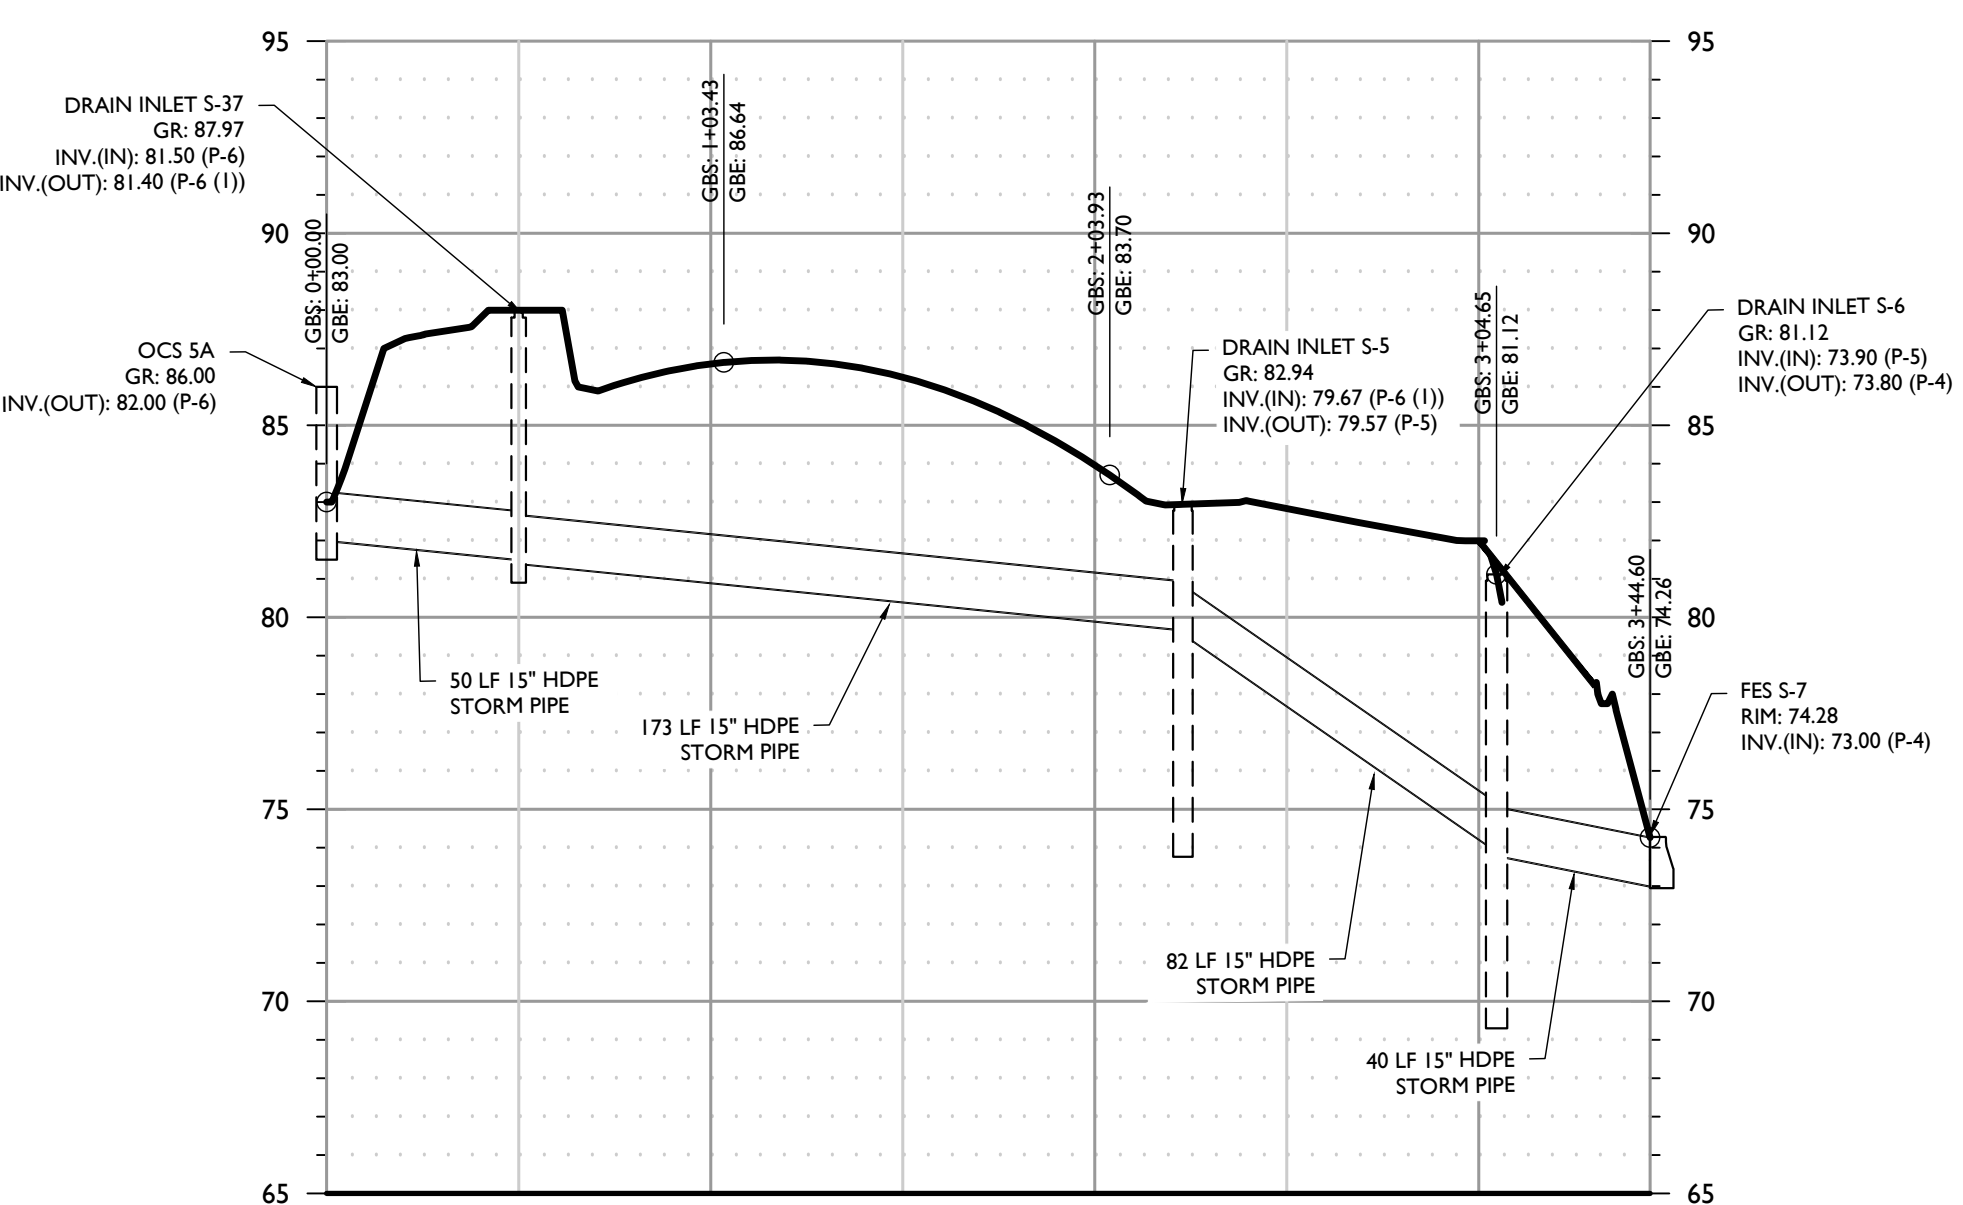 95
95
DRAIN INLET S-37
GR: 87.97
INV.(IN): 81.50 (P-6)
INV.(OUT): 81.40 (P-6 (1))
GBS: 1+03.43
GBE: 86.64
GBS: 2+03.93
GBE: 83.70
90
90
GBS: 0+00.00
GBE: 83.00
OCS 5A
GR: 86.00
INV.(OUT): 82.00 (P-6)
DRAIN INLET S-5
GR: 82.94
INV.(IN): 79.67 (P-6 (1))
INV.(OUT): 79.57 (P-5)
GBS: 3+04.65
GBE: 81.12
DRAIN INLET S-6
GR: 81.12
INV.(IN): 73.90 (P-5)
INV.(OUT): 73.80 (P-4)
85
85
GBS: 3+44.60
GBE: 74.26
80
80
50 LF 15" HDPE
STORM PIPE
173 LF 15" HDPE
STORM PIPE
FES S-7
RIM: 74.28
INV.(IN): 73.00 (P-4)
75
75
82 LF 15" HDPE
STORM PIPE
70
70
40 LF 15" HDPE
STORM PIPE
65
65